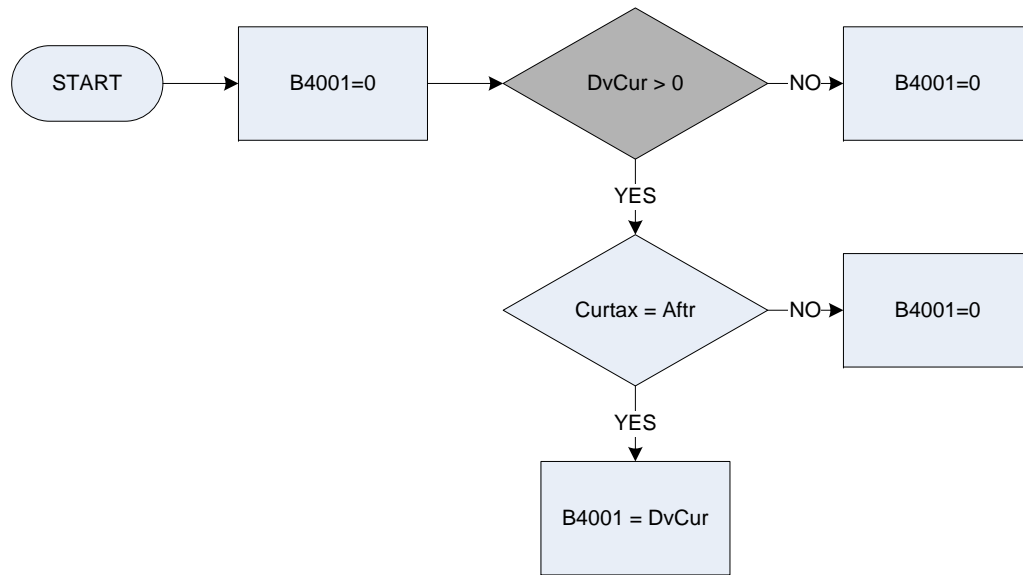 START
B4001=0
DvCur > 0
NO
B4001=0
YES
Curtax = Aftr
NO
B4001=0
YES
B4001 = DvCur